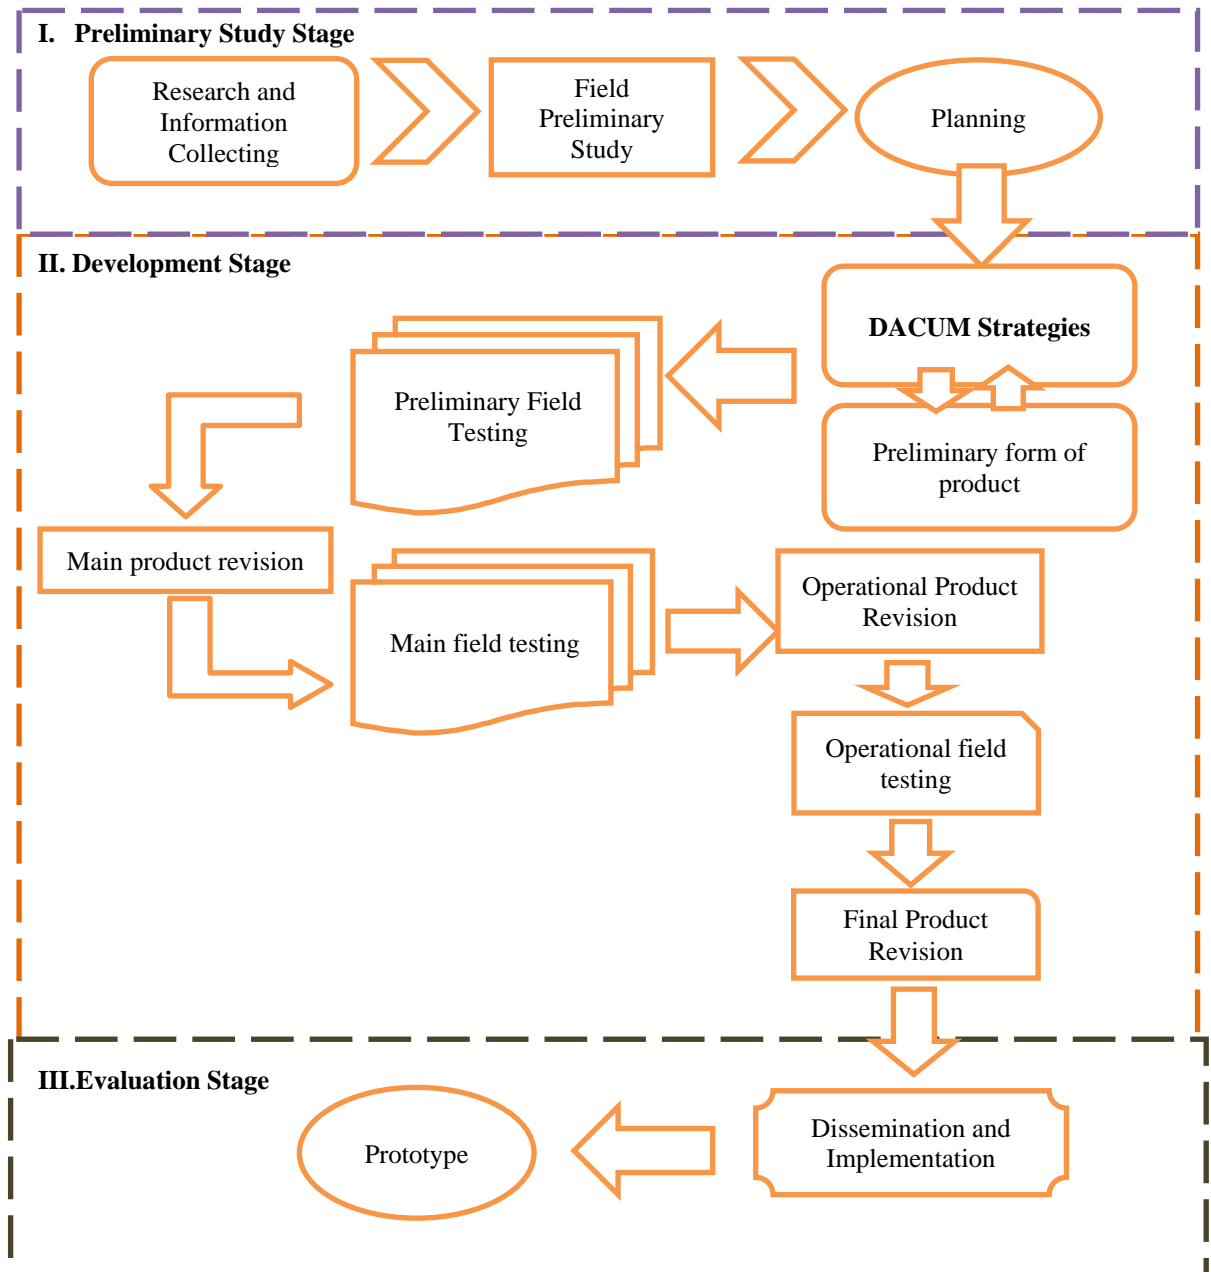 I. Preliminary Study Stage
Research and
Information
Collecting
Field
Preliminary
Study
Planning
II. Development Stage
DACUM Strategies
Preliminary form of
product
Preliminary Field
Testing
Main product revision
Main field testing
Operational Product
Revision
Operational field
testing
Final Product
Revision
III.Evaluation Stage
Dissemination and
Implementation
Prototype